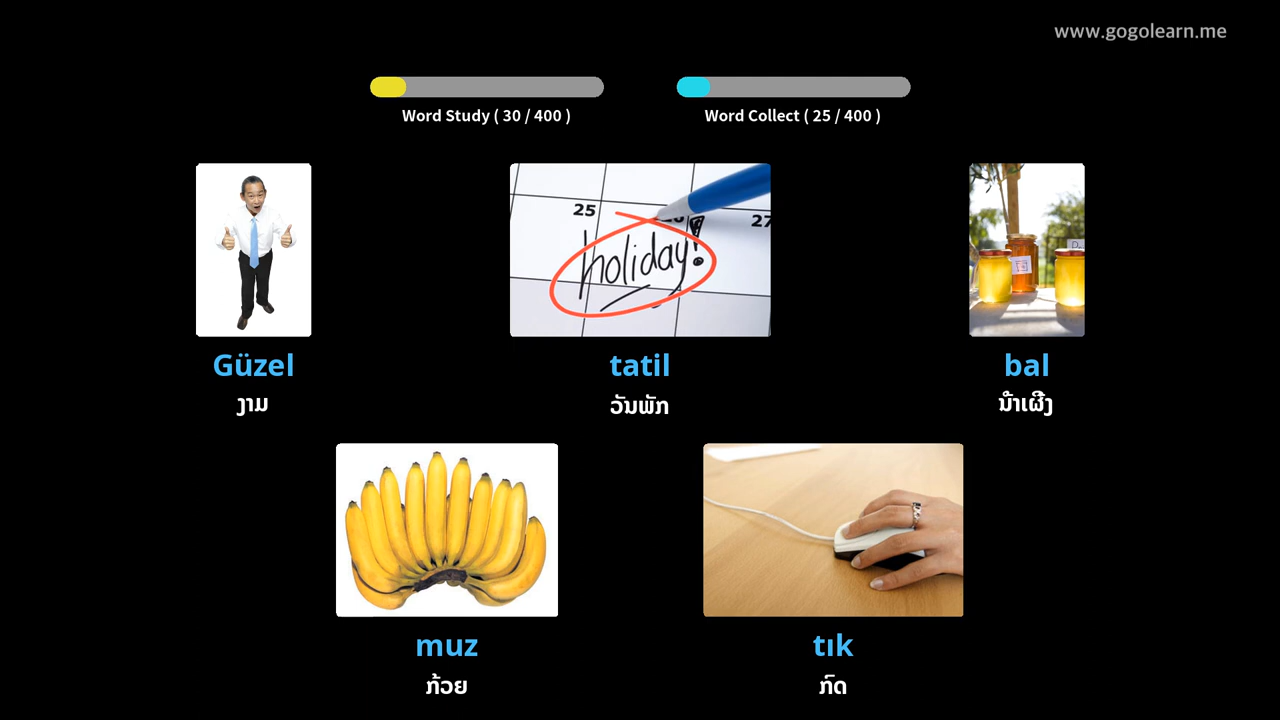 www.gogolearn.me
Word Study ( 30 / 400 )
Word Collect ( 25 / 400 )
25
27
holiday!
Güzel
tatil
bal
ງາມ
ວັນພັກ
ນ້ຳເຜີ້ງ
muz
tık
ກ້ວຍ
ກົດ